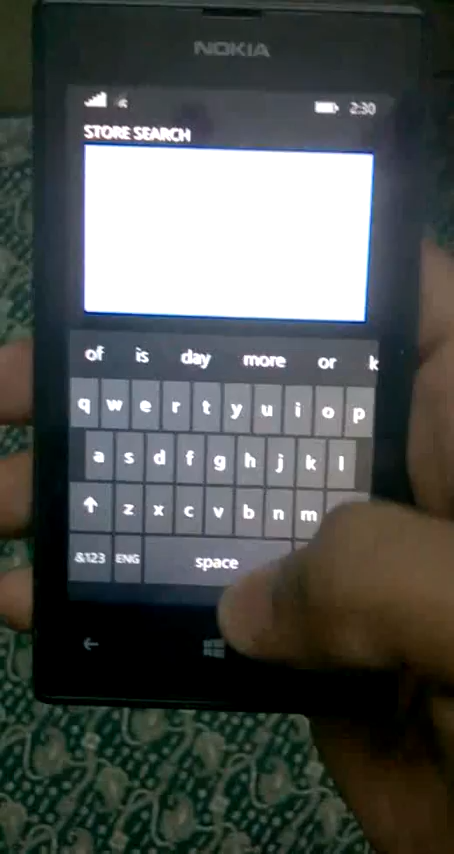 NOKIA
2:30
STORE SEARCH
of is day more or k
q w e r t y u i o p
a s d f g h j k l
z x c v b n m
&123 ENG space